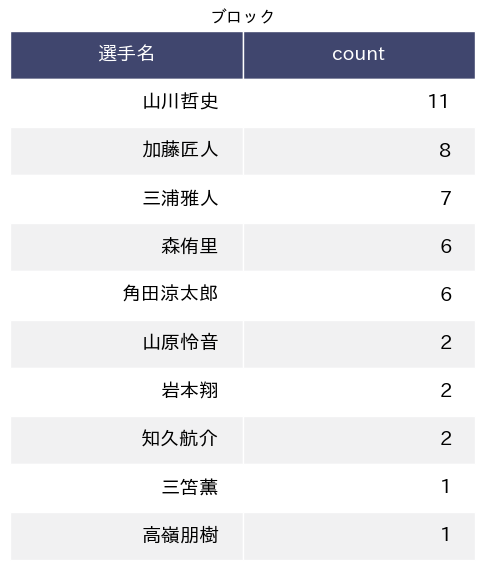 ブロック
選手名 count
山川哲史 11
加藤匠人 8
三浦雅人 7
森侑里 6
角田涼太郎 6
山原怜音 2
岩本翔 2
知久航介 2
三笘薫 1
高嶺朋樹 1